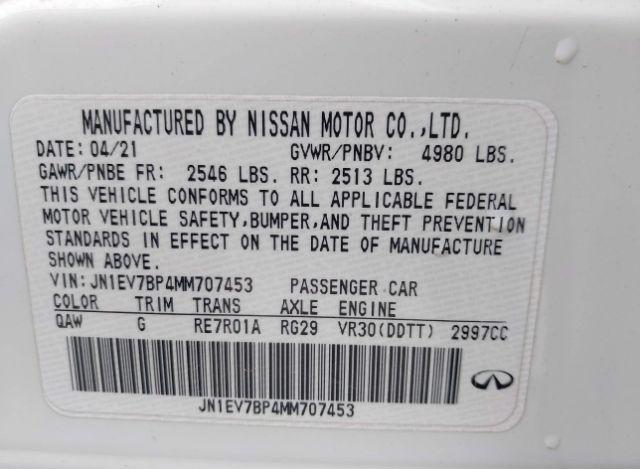 MANUFACTURED BY NISSAN MOTOR CO.,LTD.
DATE: 04/21 GVWR/PNBV: 4980 LBS.
GAWR/PNBE FR: 2546 LBS. RR: 2513 LBS.
THIS VEHICLE CONFORMS TO ALL APPLICABLE FEDERAL
MOTOR VEHICLE SAFETY,BUMPER,AND THEFT PREVENTION
STANDARDS IN EFFECT ON THE DATE OF MANUFACTURE
SHOWN ABOVE.
VIN:JN1EV7BP4MM707453 PASSENGER CAR
COLOR TRIM TRANS AXLE ENGINE
QAW G RE7R01A RG29 VR30(DDTT) 2997CC
JN1EV7BP4MM707453